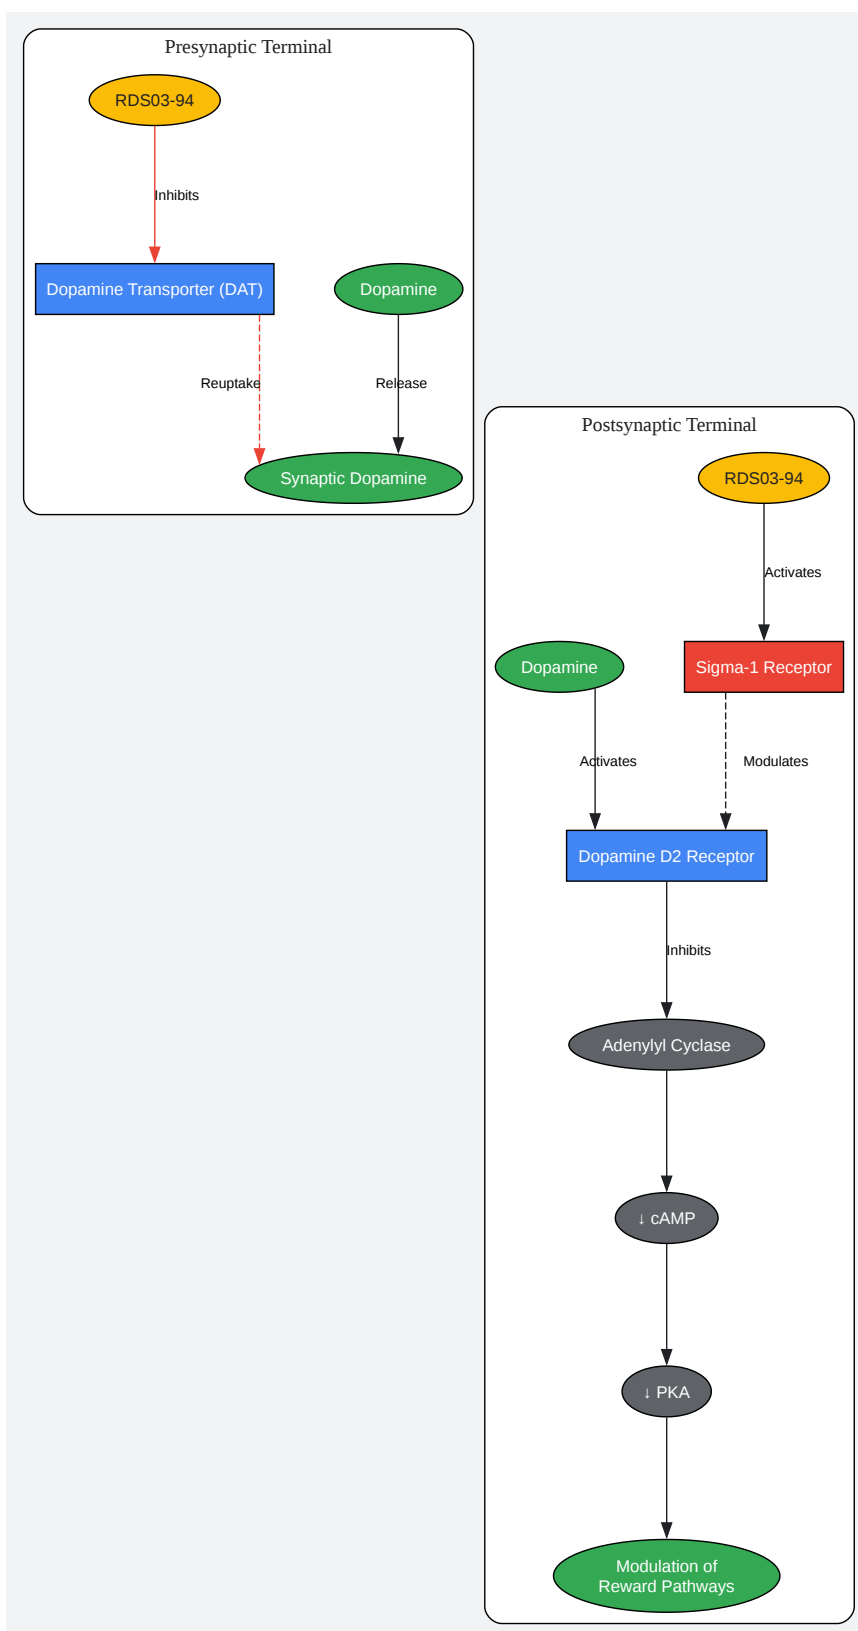 Presynaptic Terminal
RDS03-94
Inhibits
Dopamine Transporter (DAT)
Dopamine
Reuptake
Release
Synaptic Dopamine
Postsynaptic Terminal
RDS03-94
Activates
Dopamine
Sigma-1 Receptor
Activates
Modulates
Dopamine D2 Receptor
Inhibits
Adenylyl Cyclase
↓ cAMP
↓ PKA
Modulation of
Reward Pathways